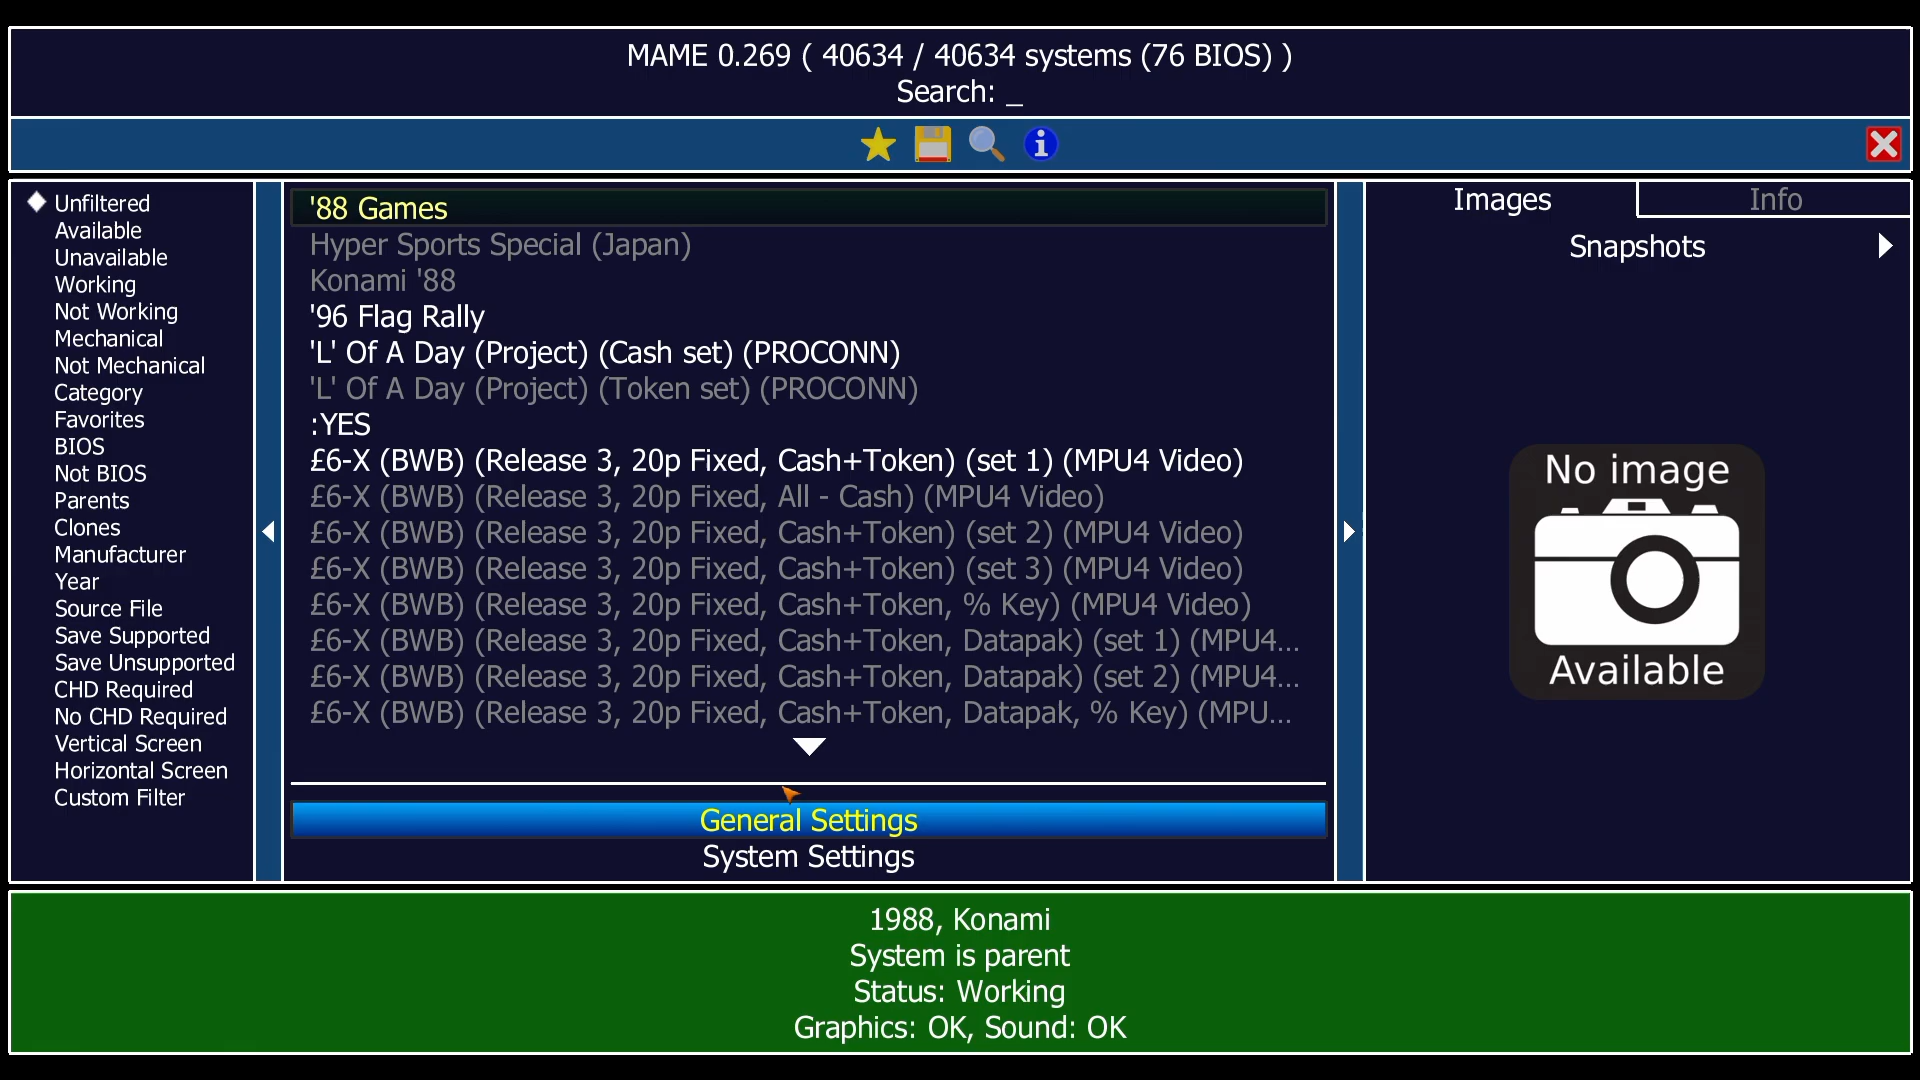 MAME 0.269 ( 40634 / 40634 systems (76 BIOS) )
Search: _
Unfiltered
Available
Unavailable
Working
Not Working
Mechanical
Not Mechanical
Category
Favorites
BIOS
Not BIOS
Parents
Clones
Manufacturer
Year
Source File
Save Supported
Save Unsupported
CHD Required
No CHD Required
Vertical Screen
Horizontal Screen
Custom Filter
'88 Games
Hyper Sports Special (Japan)
Konami '88
'96 Flag Rally
'L' Of A Day (Project) (Cash set) (PROCONN)
'L' Of A Day (Project) (Token set) (PROCONN)
:YES
£6-X (BWB) (Release 3, 20p Fixed, Cash+Token) (set 1) (MPU4 Video)
£6-X (BWB) (Release 3, 20p Fixed, All - Cash) (MPU4 Video)
£6-X (BWB) (Release 3, 20p Fixed, Cash+Token) (set 2) (MPU4 Video)
£6-X (BWB) (Release 3, 20p Fixed, Cash+Token) (set 3) (MPU4 Video)
£6-X (BWB) (Release 3, 20p Fixed, Cash+Token, % Key) (MPU4 Video)
£6-X (BWB) (Release 3, 20p Fixed, Cash+Token, Datapak) (set 1) (MPU4...
£6-X (BWB) (Release 3, 20p Fixed, Cash+Token, Datapak) (set 2) (MPU4...
£6-X (BWB) (Release 3, 20p Fixed, Cash+Token, Datapak, % Key) (MPU...
General Settings
System Settings
Images
Info
Snapshots
No image
Available
1988, Konami
System is parent
Status: Working
Graphics: OK, Sound: OK